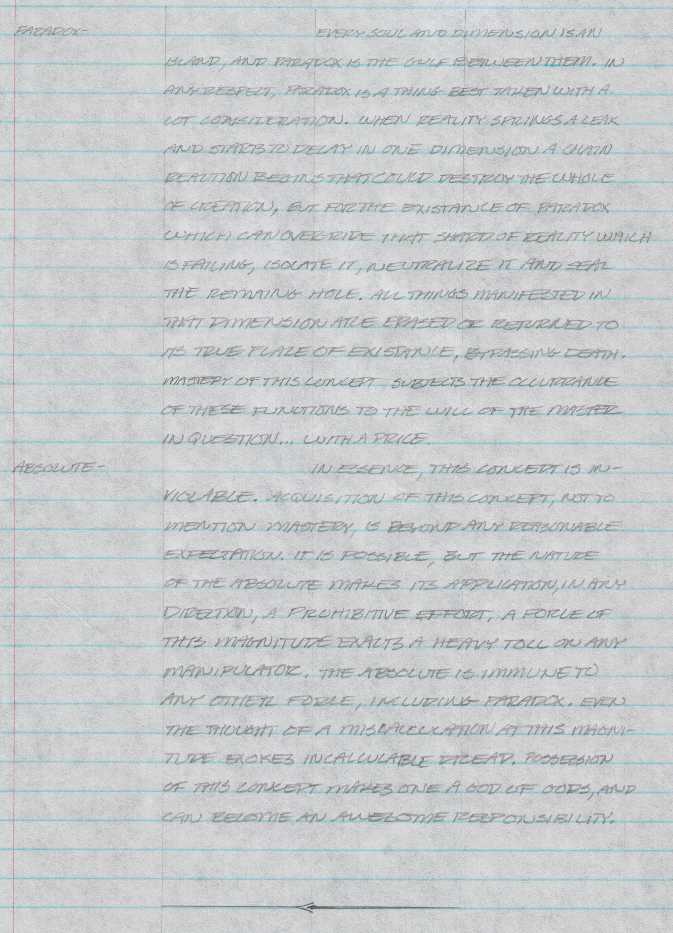 PARADOX- EVERY SOUL AND DIMENSION IS AN
ISLAND, AND PARADOX IS THE GULF BETWEEN THEM. IN
ANY RESPECT, PARADOX IS A THING BEST TAKEN WITH A
LOT CONSIDERATION. WHEN REALITY SPRINGS A LEAK
AND STARTS TO DECAY IN ONE DIMENSION A CHAIN
REACTION BEGINS THAT COULD DESTROY THE WHOLE
OF CREATION, BUT FOR THE EXISTANCE OF PARADOX
WHICH CAN OVERRIDE THAT SHARD OF REALITY WHICH
IS FAILING, ISOLATE IT, NEUTRALIZE IT AND SEAL
THE REMAING HOLE. ALL THINGS MANIFESTED IN
THAT DIMENSION ARE ERASED OR RETURNED TO
ITS TRUE PLACE OF EXISTANCE, BYPASSING DEATH.
MASTERY OF THIS CONCEPT SUBJECTS THE OCCURRANCE
OF THESE FUNCTIONS TO THE WILL OF THE MASTER
IN QUESTION... WITH A PRICE
ABSOLUTE- IN ESSENCE, THIS CONCEPT IS IN-
VIOLABLE. ACQUISITION OF THIS CONCEPT, NOT TO
MENTION MASTERY, IS BEYOND ANY REASONABLE
EXPECTATION. IT IS POSSIBLE, BUT THE NATURE
OF THE ABSOLUTE MAKES ITS APPLICATION, IN ANY
DIRECTION, A PROHIBITIVE EFFORT. A FORCE OF
THIS MAGNITUDE EXACTS A HEAVY TOLL ON ANY
MANIPULATOR. THE ABSOLUTE IS IMMUNE TO
ANY OTHER FORCE, INCLUDING PARADOX. EVEN
THE THOUGHT OF A MISCALCULATION AT THIS MAGNI-
TUDE EVOKES INCALCULABLE DREAD. POSSESSION
OF THIS CONCEPT MAKES ONE A GOD OF GODS, AND
CAN BECOME AN AWESOME RESPONSIBILITY.